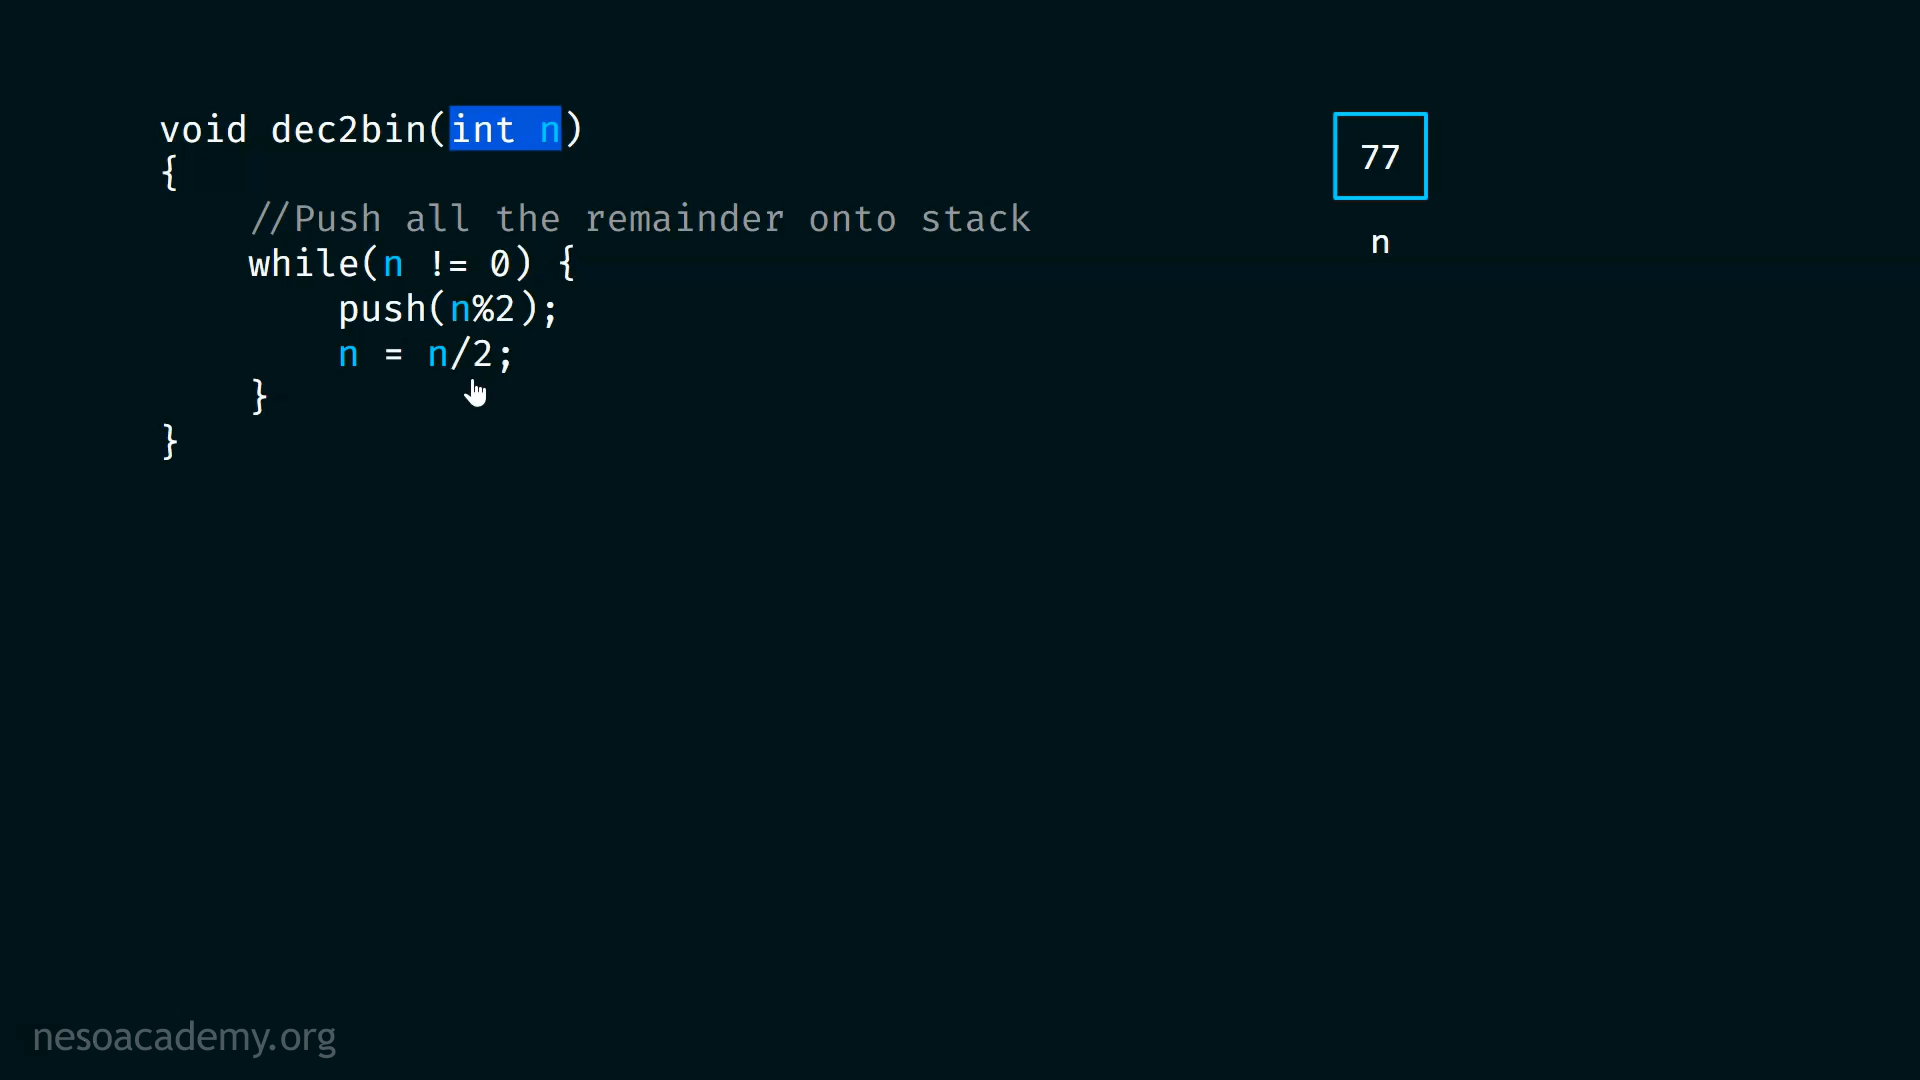 void dec2bin(int n)
{
//Push all the remainder onto stack
while(n != 0) {
push(n%2);
n = n/2;
}
}
77
n
nesoacademy.org